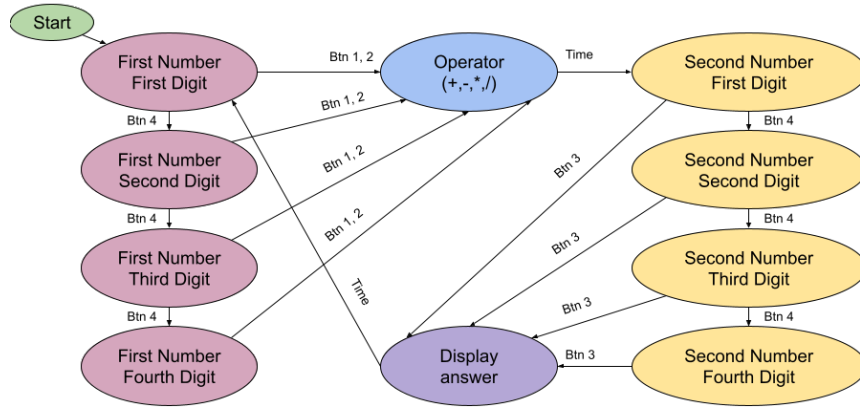 Start
First Number
First Digit
Btn 1, 2
Operator
(+,-,*,/)
Time
Second Number
First Digit
Btn 4
Btn 1, 2
Btn 4
First Number
Second Digit
Btn 1, 2
Btn 3
Second Number
Second Digit
Btn 4
Btn 1, 2
Btn 3
Btn 4
First Number
Third Digit
Time
Btn 3
Second Number
Third Digit
Btn 4
Btn 4
First Number
Fourth Digit
Display
answer
Btn 3
Second Number
Fourth Digit